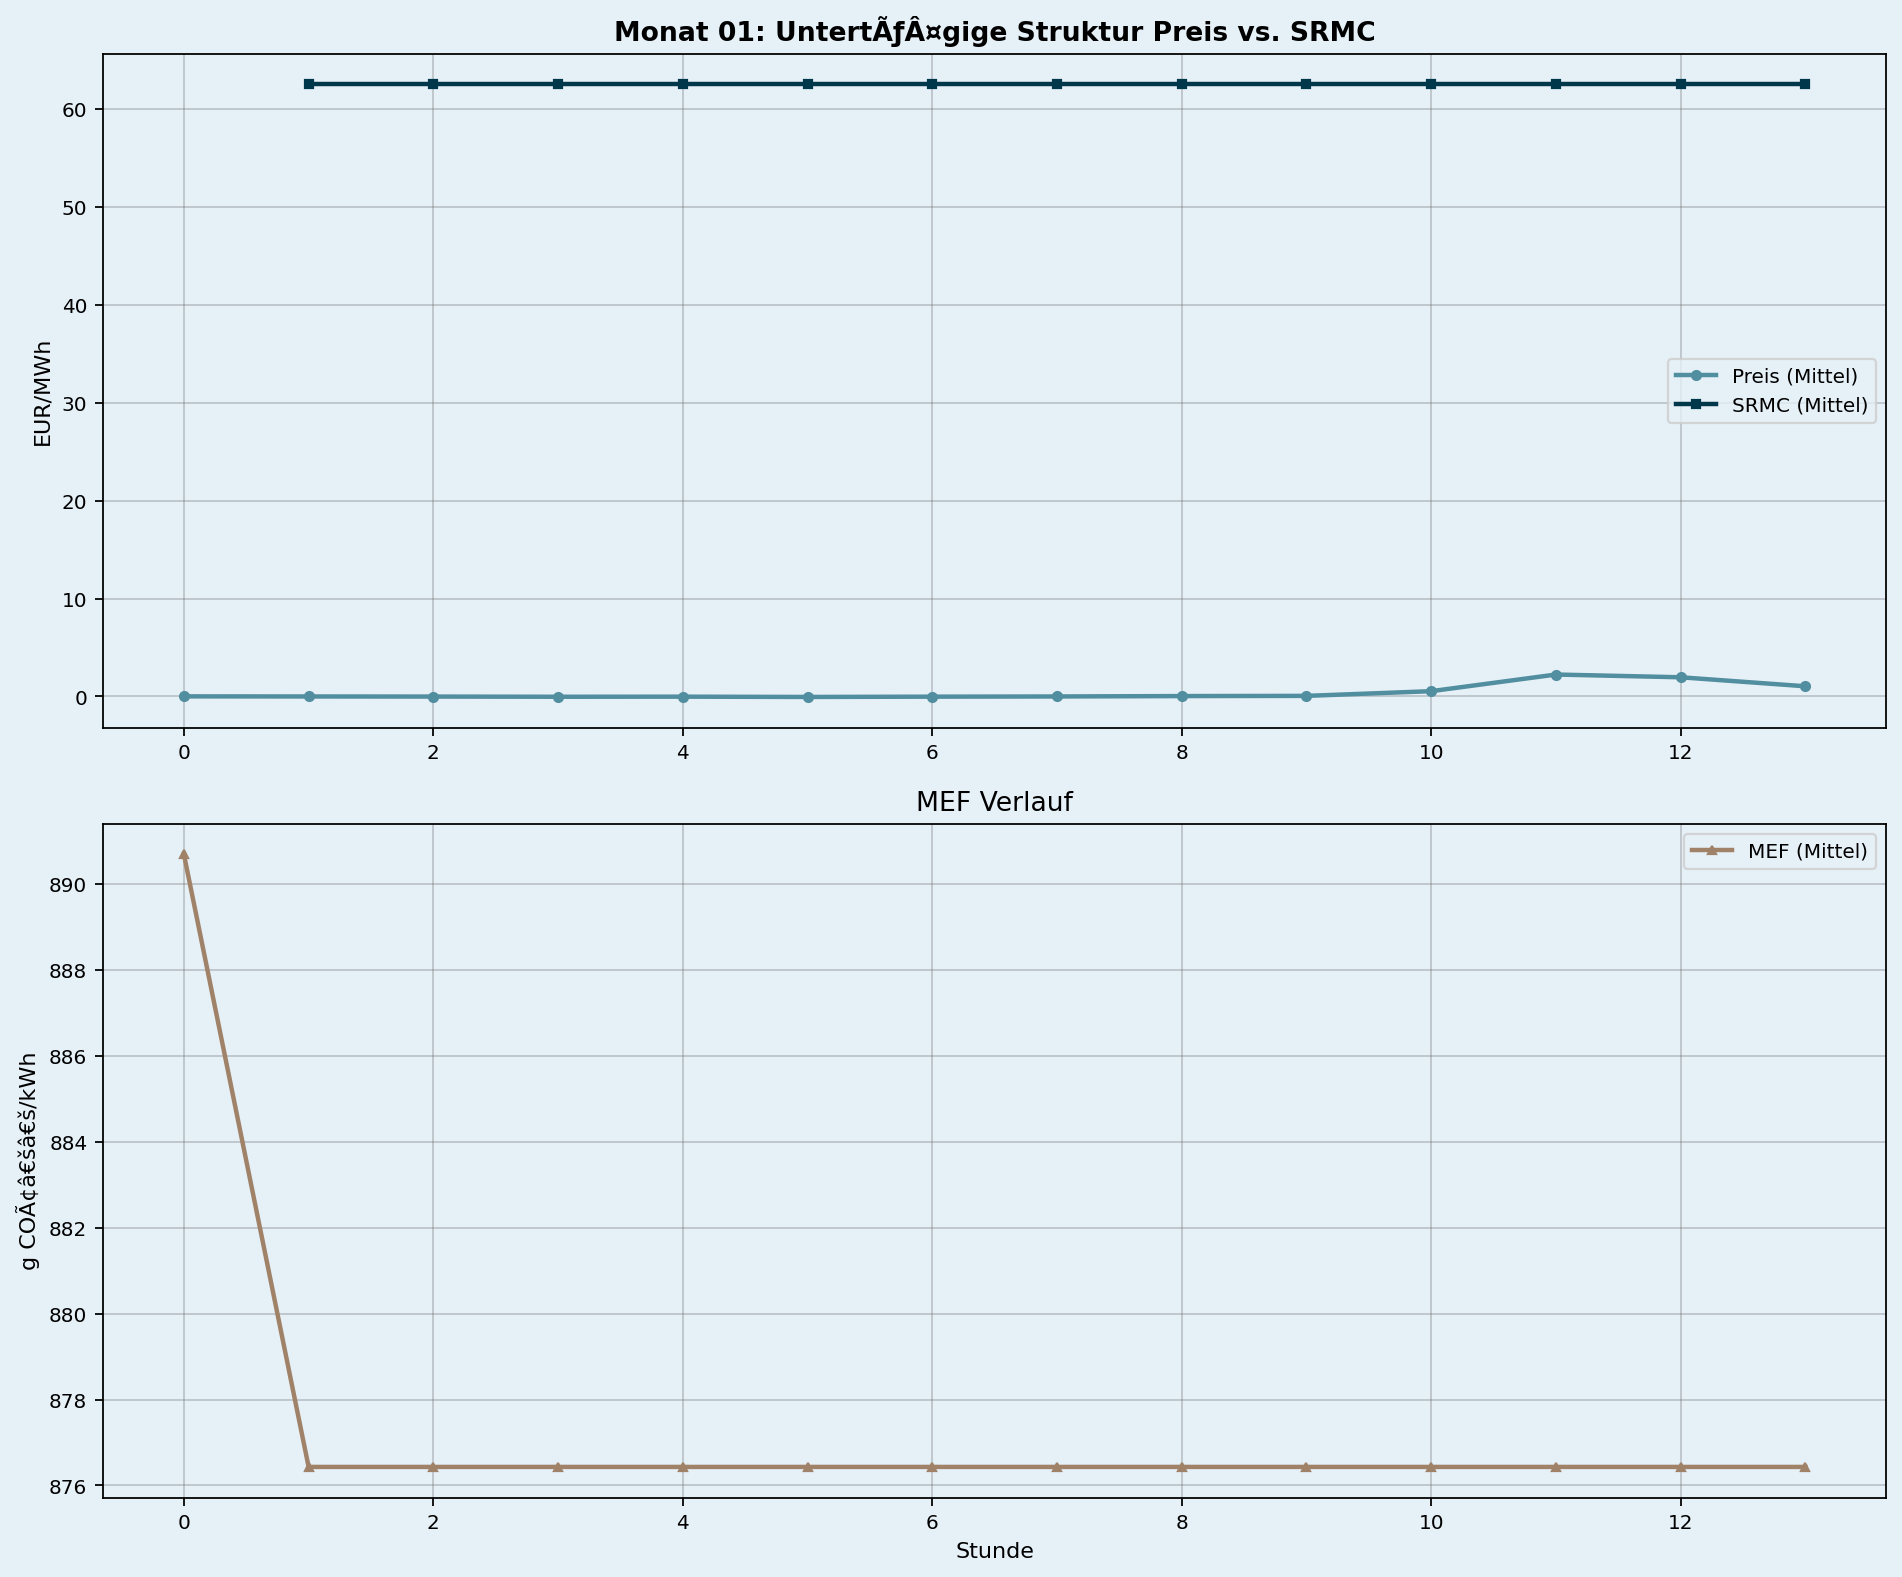 Monat 01: UntertÃƒÂ¤gige Struktur Preis vs. SRMC
EUR/MWh
60
50
40
30
20
10
0
Preis (Mittel)
SRMC (Mittel)
0 2 4 6 8 10 12
MEF Verlauf
g COÃ¢â€šâ€š/kWh
890
888
886
884
882
880
878
876
MEF (Mittel)
0 2 4 6 8 10 12
Stunde